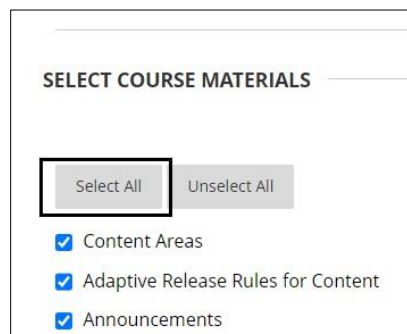 SELECT COURSE MATERIALS
Select All Unselect All
Content Areas
Adaptive Release Rules for Content
Announcements